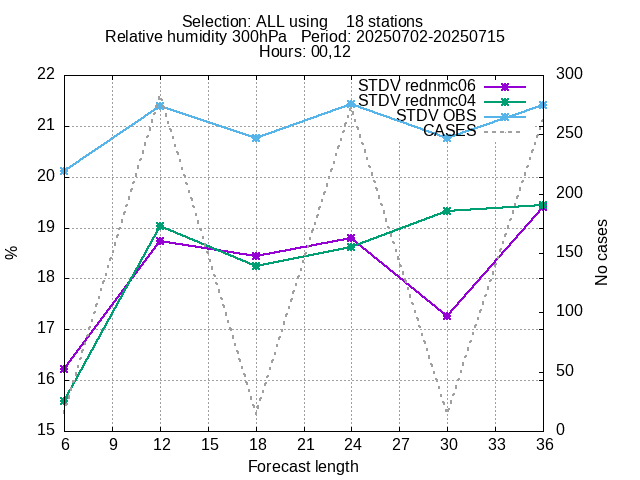 Selection: ALL using    18 stations
Relative humidity 300hPa   Period: 20250702-20250715
Hours: 00,12
STDV rednmc06
STDV rednmc04
STDV OBS
CASES
22
21
20
19
18
17
16
15
%
300
250
200
150
100
50
0
No cases
6 9 12 15 18 21 24 27 30 33 36
Forecast length